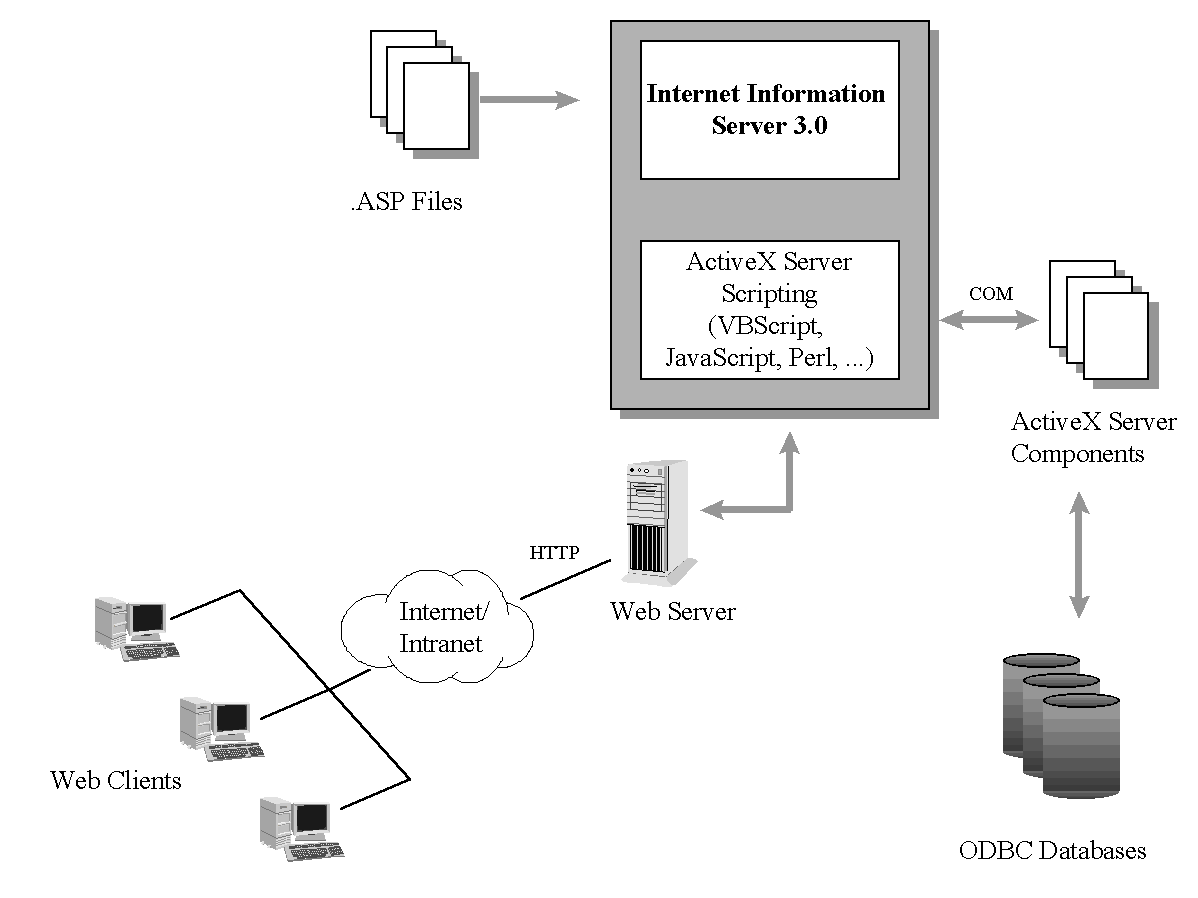 Internet Information
Server 3.0
.ASP Files
ActiveX Server
Scripting
(VBScript,
JavaScript, Perl, ...)
COM
ActiveX Server
Components
HTTP
Web Server
Internet/
Intranet
Web Clients
ODBC Databases